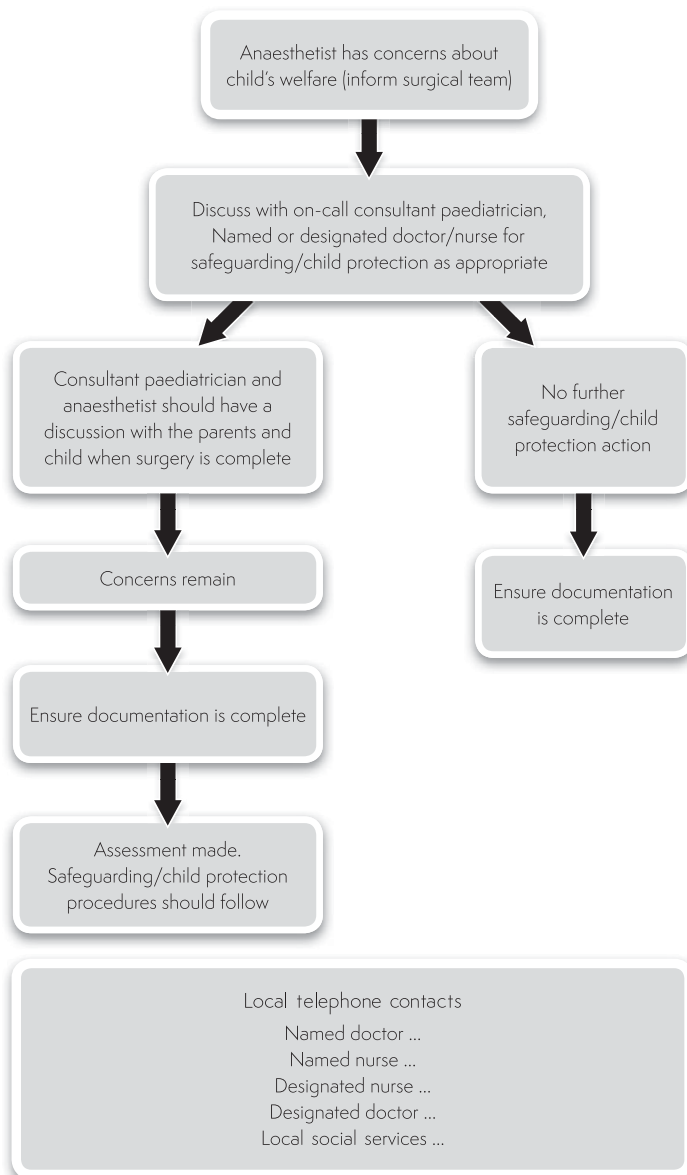 Anaesthetist has concerns about
child's welfare (inform surgical team)
Discuss with on-call consultant paediatrician,
Named or designated doctor/nurse for
safeguarding/child protection as appropriate
Consultant paediatrician and
anaesthetist should have a
discussion with the parents and
child when surgery is complete
No further
safeguarding/child
protection action
Concerns remain
Ensure documentation
is complete
Ensure documentation is complete
Assessment made.
Safeguarding/child protection
procedures should follow
Local telephone contacts
Named doctor ...
Named nurse ...
Designated nurse ...
Designated doctor ...
Local social services ...